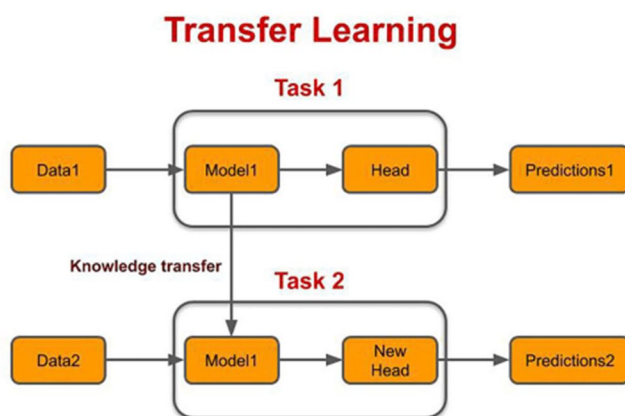 Transfer Learning
Task 1
Data1
Model1
Head
Predictions1
Knowledge transfer
Task 2
Data2
Model1
New
Head
Predictions2